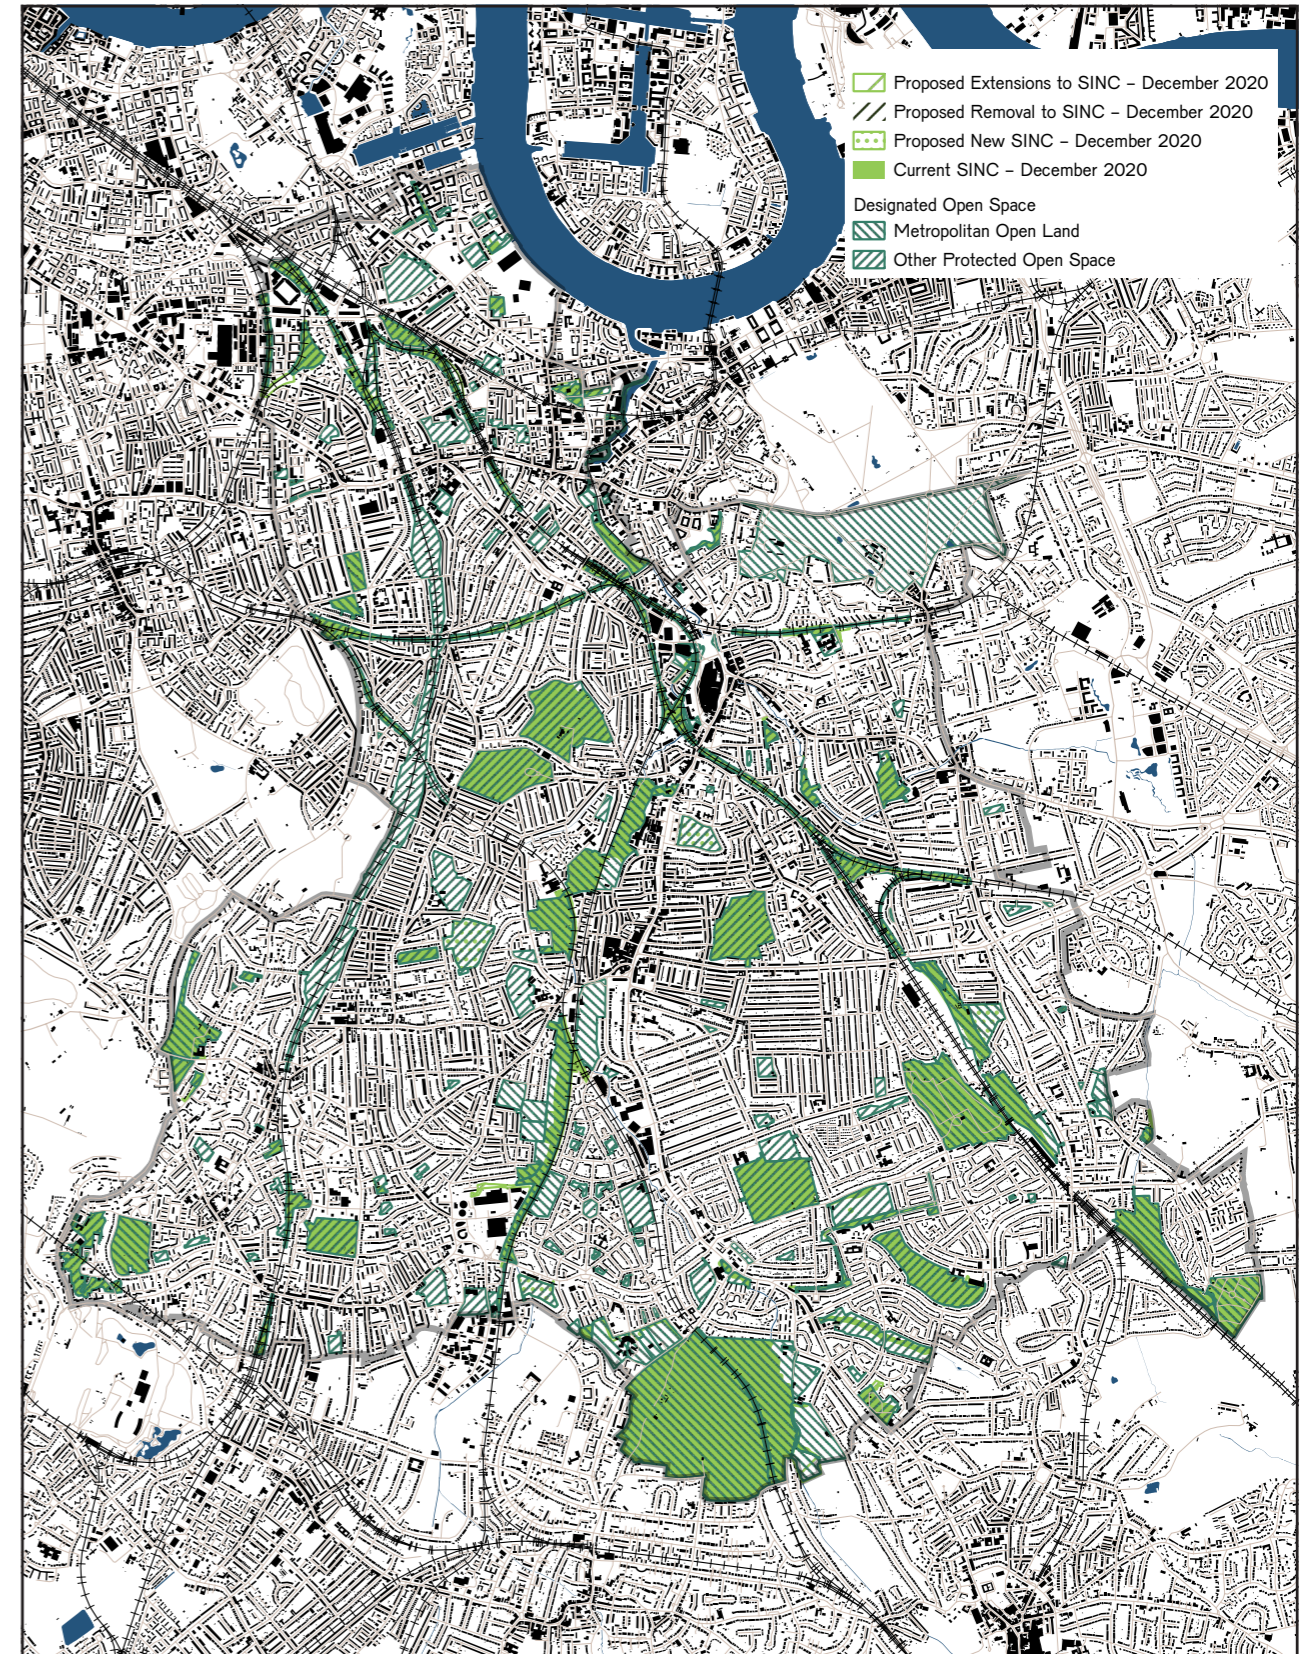 Proposed Extensions to SINC – December 2020
Proposed Removal to SINC – December 2020
Proposed New SINC – December 2020
Current SINC – December 2020
Designated Open Space
Metropolitan Open Land
Other Protected Open Space